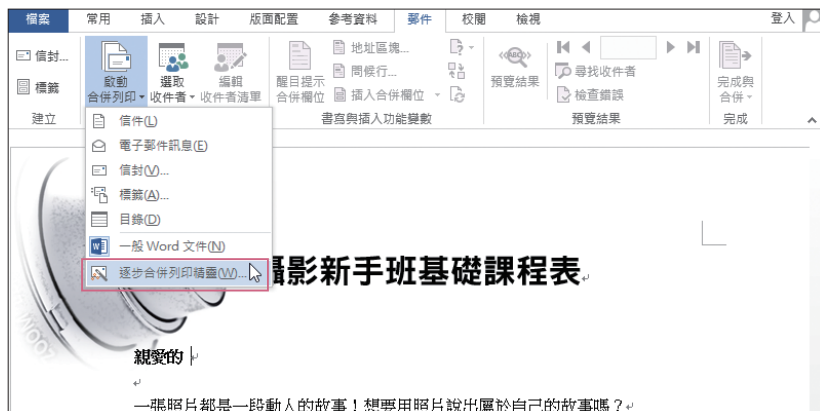 檔案 常用 插入 設計 版面配置 參考資料 郵件 校閱 檢視 登入
信封...
標籤
建立
啟動
合併列印
選取
收件者
編輯
收件者清單
醒目提示
合併欄位
地址區塊...
問候行...
插入合併欄位
書寫與插入功能變數
預覽結果
尋找收件者
檢查錯誤
預覽結果
完成與
合併
完成
信件(L)
電子郵件訊息(E)
信封(V)...
標籤(A)...
目錄(D)
一般 Word 文件(N)
逐步合併列印精靈(W)...
攝影新手班基礎課程表
親愛的
一張照片都是一段動人的故事！想要用照片說出屬於自己的故事嗎？